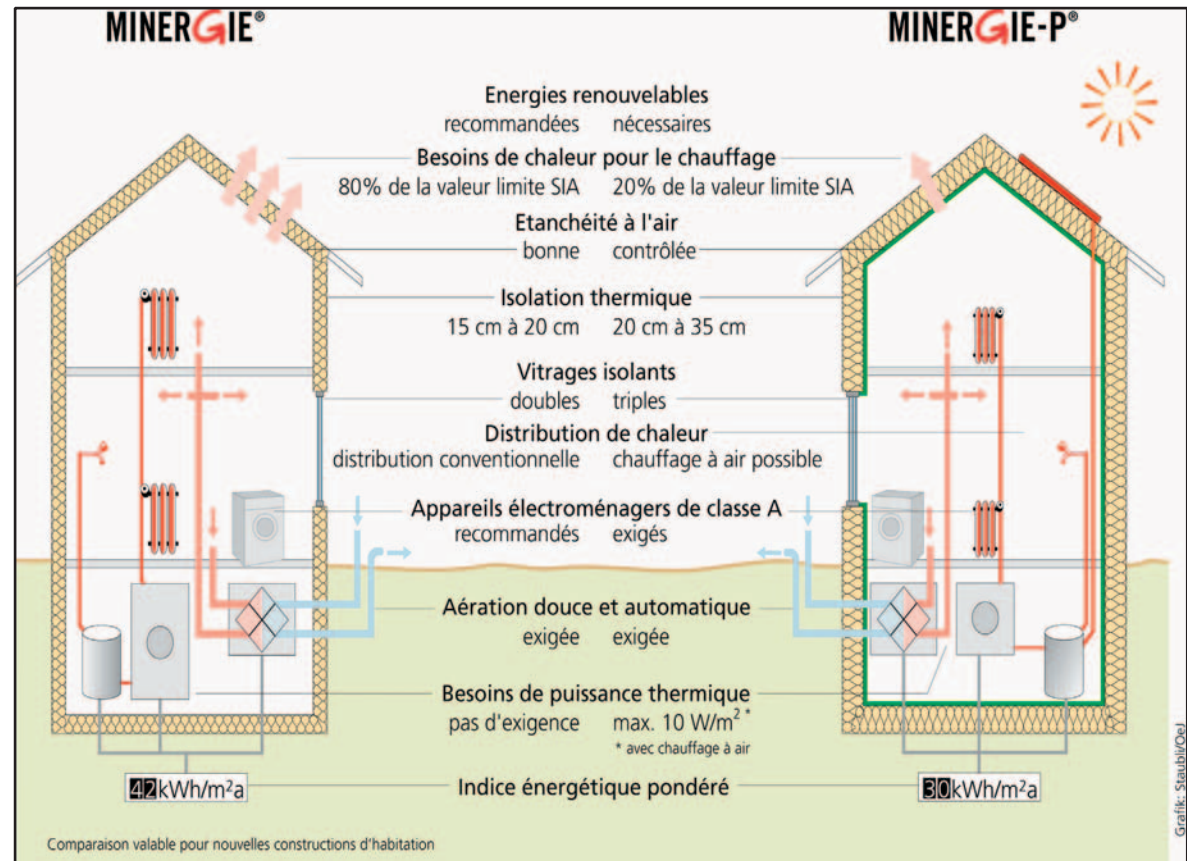 MINERGIE® MINERGIE-P®
Energies renouvelables
recommandées nécessaires
Besoins de chaleur pour le chauffage
80% de la valeur limite SIA 20% de la valeur limite SIA
Etanchéité à l'air
bonne contrôlée
Isolation thermique
15 cm à 20 cm 20 cm à 35 cm
Vitrages isolants
doubles triples
Distribution de chaleur
distribution conventionnelle chauffage à air possible
Appareils électroménagers de classe A
recommandés exigés
Aération douce et automatique
exigée exigée
Besoins de puissance thermique
pas d'exigence max. 10 W/m² *
* avec chauffage à air
42kWh/m²a Indice énergétique pondéré 30kWh/m²a
Comparaison valable pour nouvelles constructions d'habitation
Grafik: Staubli/OeJ